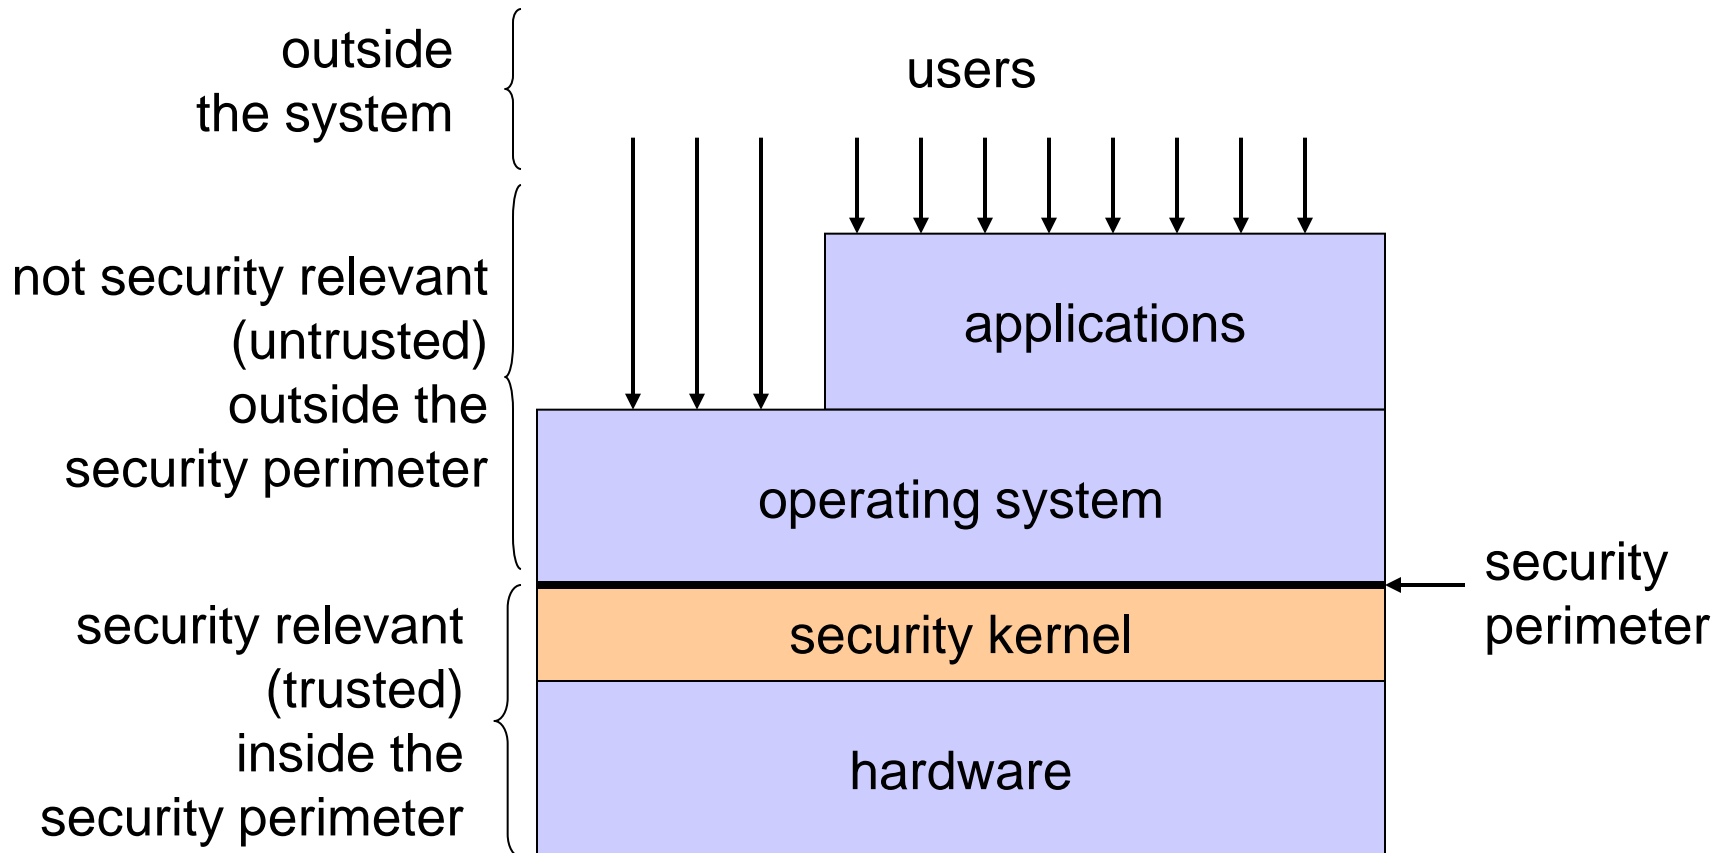 outside
the system
users
not security relevant
(untrusted)
outside the
security perimeter
applications
operating system
security
perimeter
security relevant
(trusted)
inside the
security perimeter
security kernel
hardware